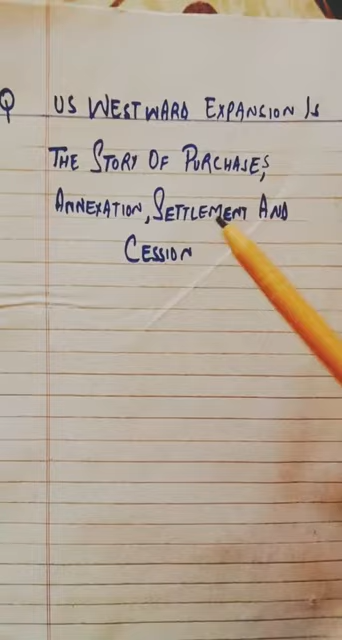 Q US WESTWARD EXPANSION IS
THE STORY OF PURCHASES,
ANNEXATION, SETTLEMENT AND
CESSION